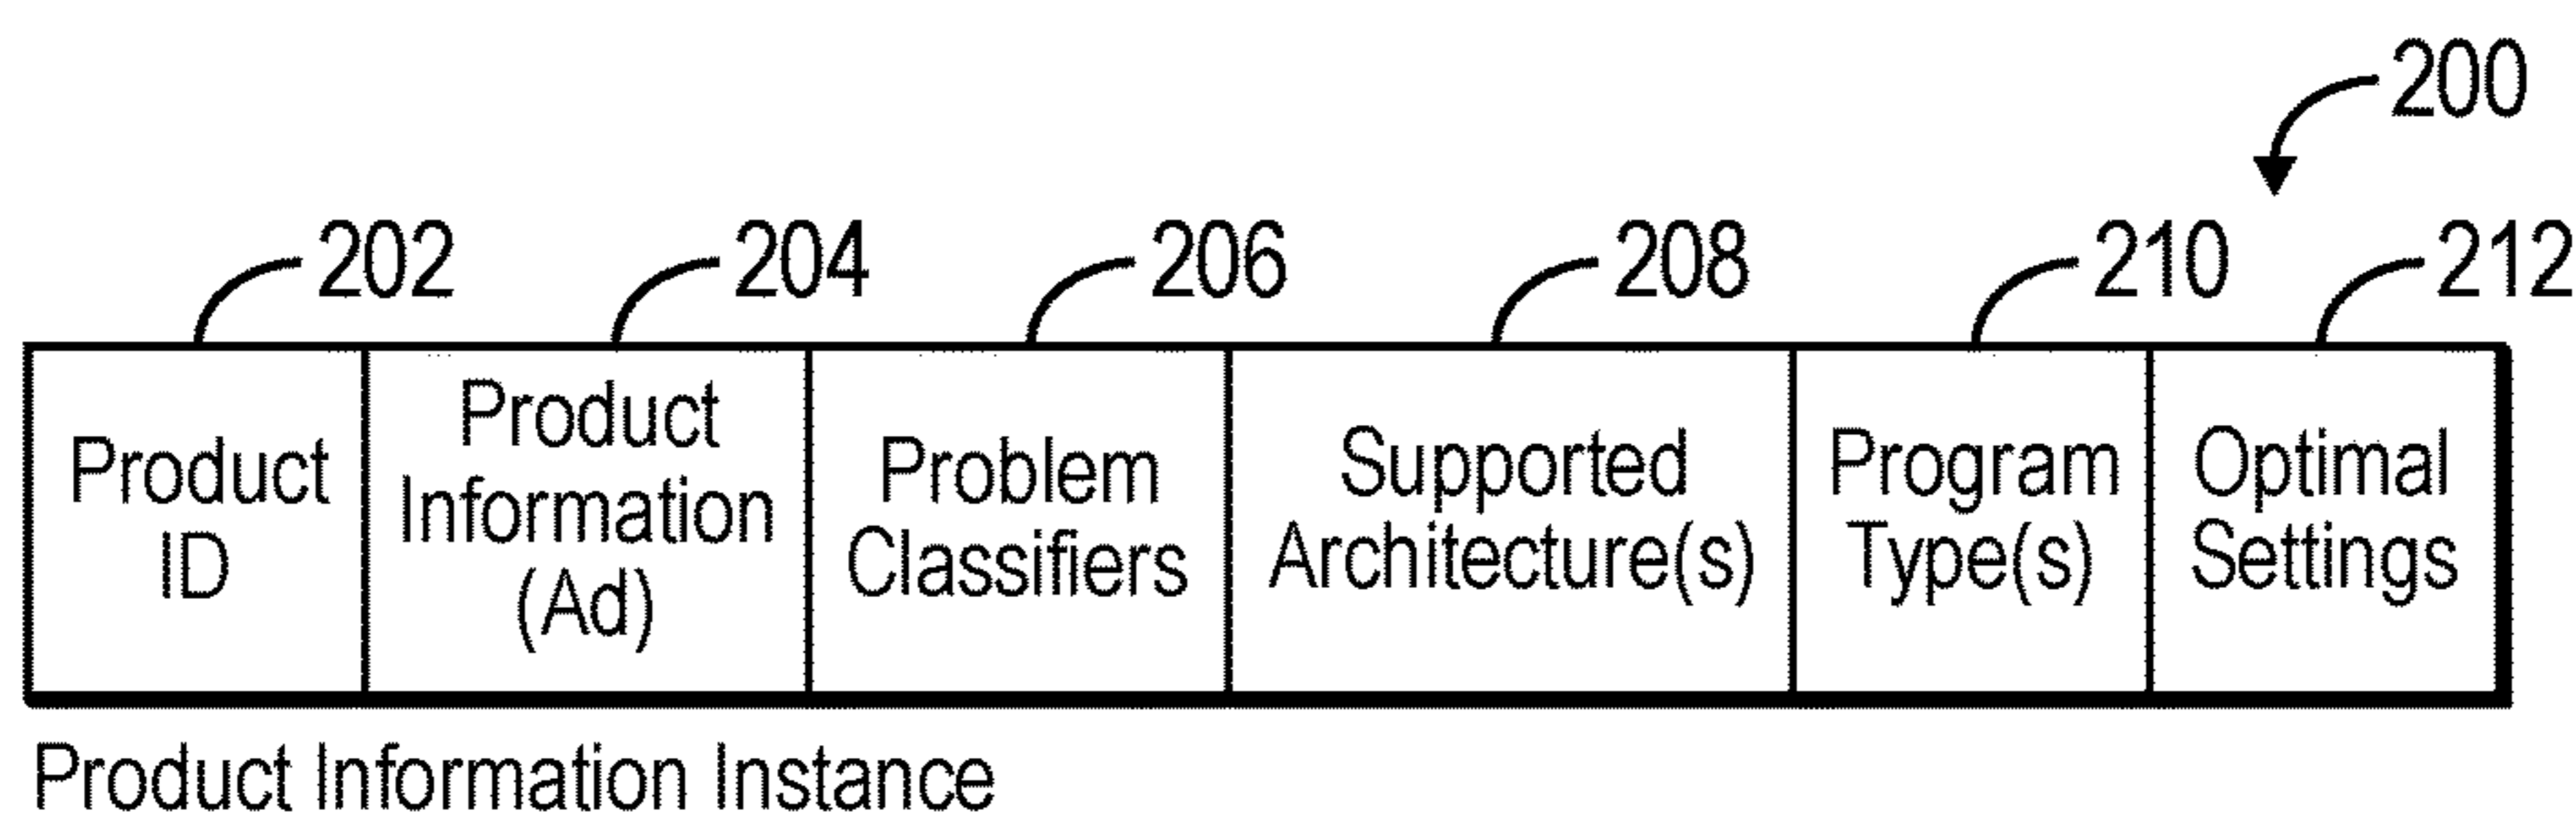 200
202 204 206 208 210 212
Product
ID
Product
Information
(Ad)
Problem
Classifiers
Supported
Architecture(s)
Program
Type(s)
Optimal
Settings
Product Information Instance